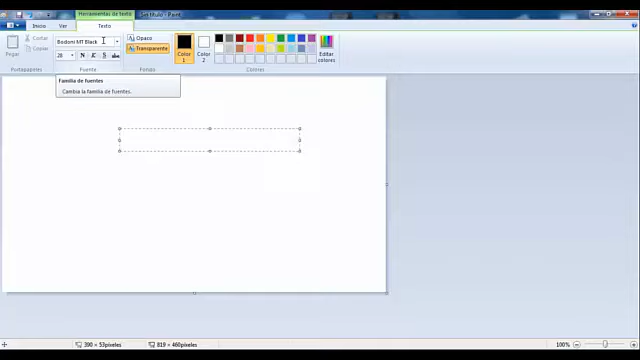 Herramientas de texto
Sin título - Paint
Inicio
Ver
Texto
Pegar
Cortar
Copiar
Portapapeles
Bodoni MT Black
28
N K S abc
Fuente
Opaco
Transparente
Fondo
Color 1
Color 2
Editar colores
Colores
Familia de fuentes
Cambia la familia de fuentes.
390 × 53píxeles
819 × 460píxeles
100%